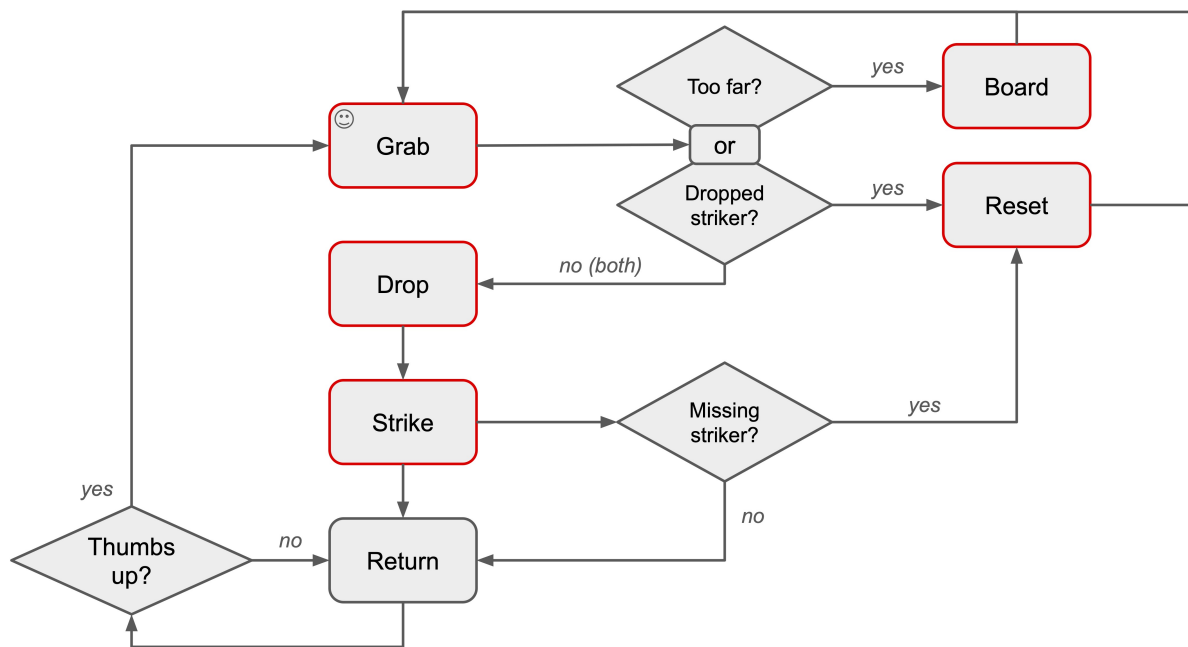 Too far?
yes
Board
Grab
or
Dropped
striker?
yes
Reset
no (both)
Drop
Strike
Missing
striker?
yes
yes
no
Thumbs
up?
no
Return